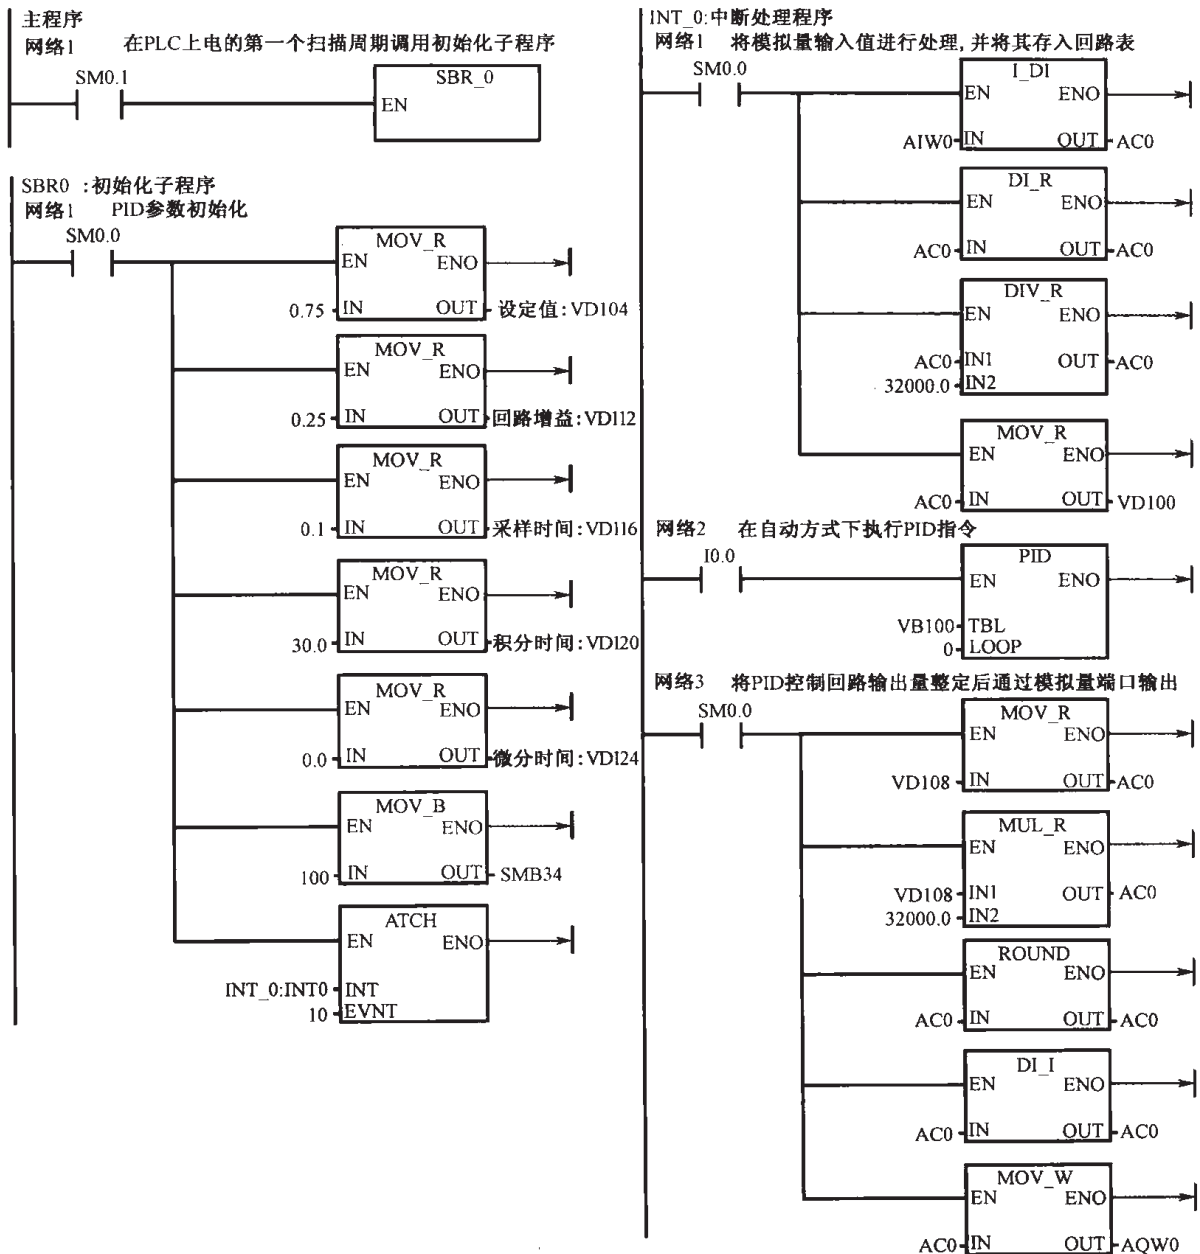 主程序
网络1 在PLC上电的第一个扫描周期调用初始化子程序
SM0.1
SBR_0
EN
SBR0 :初始化子程序
网络1 PID参数初始化
SM0.0
MOV_R
EN ENO
0.75 IN OUT 设定值:VD104
MOV_R
EN ENO
0.25 IN OUT 回路增益:VD112
MOV_R
EN ENO
0.1 IN OUT 采样时间:VD116
MOV_R
EN ENO
30.0 IN OUT 积分时间:VD120
MOV_R
EN ENO
0.0 IN OUT 微分时间:VD124
MOV_B
EN ENO
100 IN OUT SMB34
ATCH
EN ENO
INT_0:INT0 INT
10 EVNT
INT_0:中断处理程序
网络1 将模拟量输入值进行处理,并将其存入回路表
SM0.0
I_DI
EN ENO
AIW0 IN OUT AC0
DI_R
EN ENO
AC0 IN OUT AC0
DIV_R
EN ENO
AC0 IN1 OUT AC0
32000.0 IN2
MOV_R
EN ENO
AC0 IN OUT VD100
网络2 在自动方式下执行PID指令
I0.0
PID
EN ENO
VB100 TBL
0 LOOP
网络3 将PID控制回路输出量整定后通过模拟量端口输出
SM0.0
MOV_R
EN ENO
VD108 IN OUT AC0
MUL_R
EN ENO
VD108 IN1 OUT AC0
32000.0 IN2
ROUND
EN ENO
AC0 IN OUT AC0
DI_I
EN ENO
AC0 IN OUT AC0
MOV_W
EN ENO
AC0 IN OUT AQW0